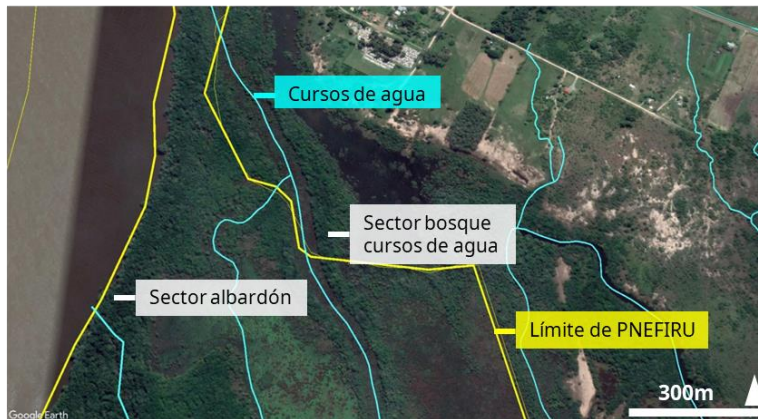 Cursos de agua
Sector bosque
cursos de agua
Sector albardón
Límite de PNEFIRU
300m
Google Earth